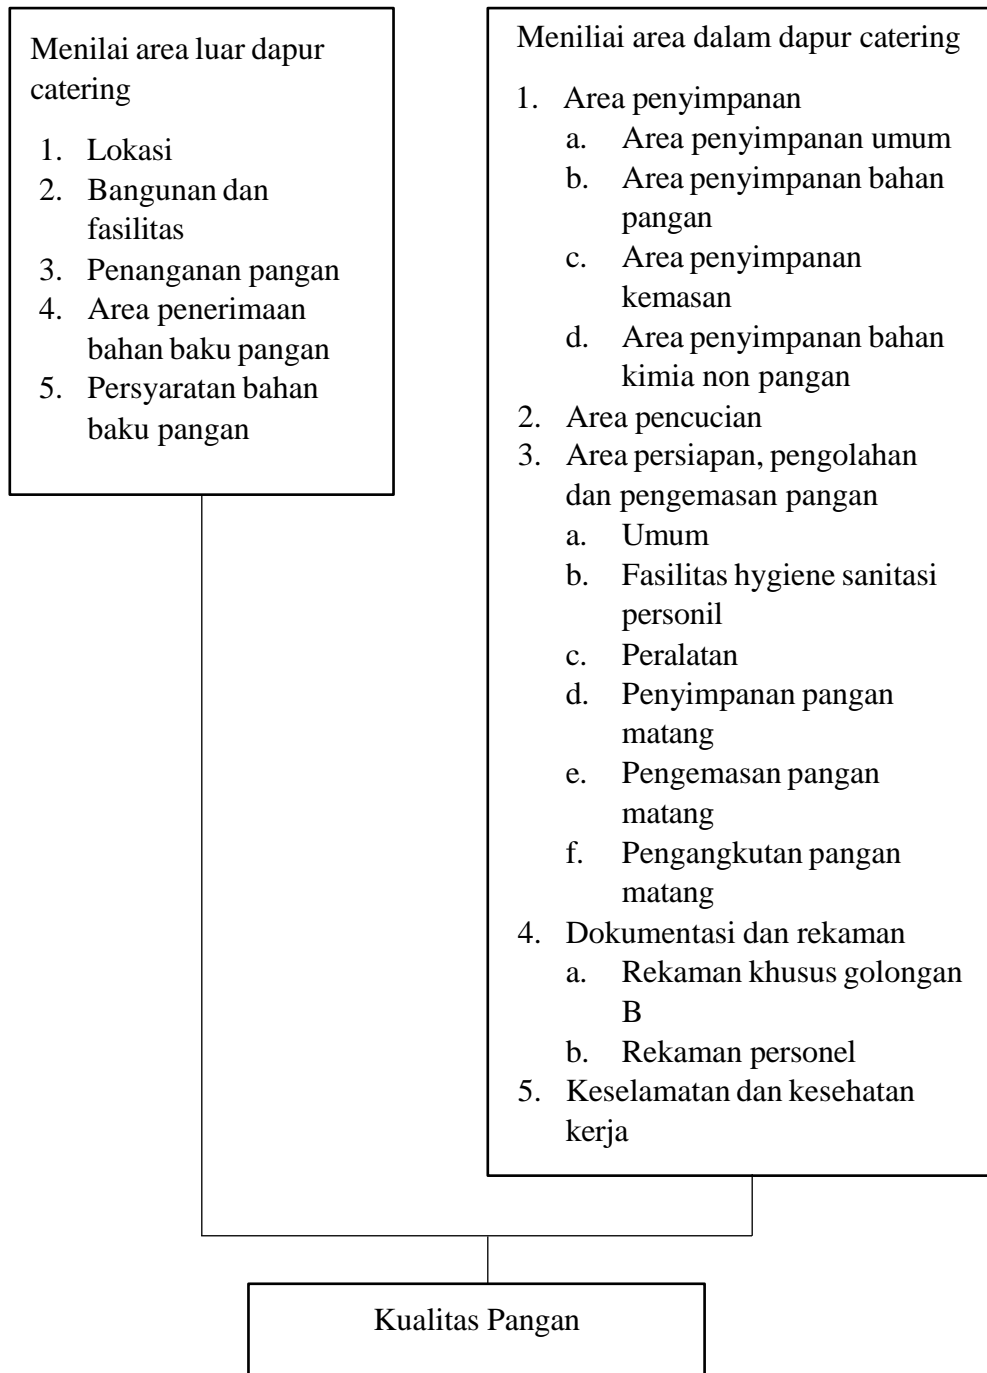 Menilai area luar dapur
catering
1. Lokasi
2. Bangunan dan
fasilitas
3. Penanganan pangan
4. Area penerimaan
bahan baku pangan
5. Persyaratan bahan
baku pangan
Meniliai area dalam dapur catering
1. Area penyimpanan
a. Area penyimpanan umum
b. Area penyimpanan bahan
pangan
c. Area penyimpanan
kemasan
d. Area penyimpanan bahan
kimia non pangan
2. Area pencucian
3. Area persiapan, pengolahan
dan pengemasan pangan
a. Umum
b. Fasilitas hygiene sanitasi
personil
c. Peralatan
d. Penyimpanan pangan
matang
e. Pengemasan pangan
matang
f. Pengangkutan pangan
matang
4. Dokumentasi dan rekaman
a. Rekaman khusus golongan
B
b. Rekaman personel
5. Keselamatan dan kesehatan
kerja
Kualitas Pangan